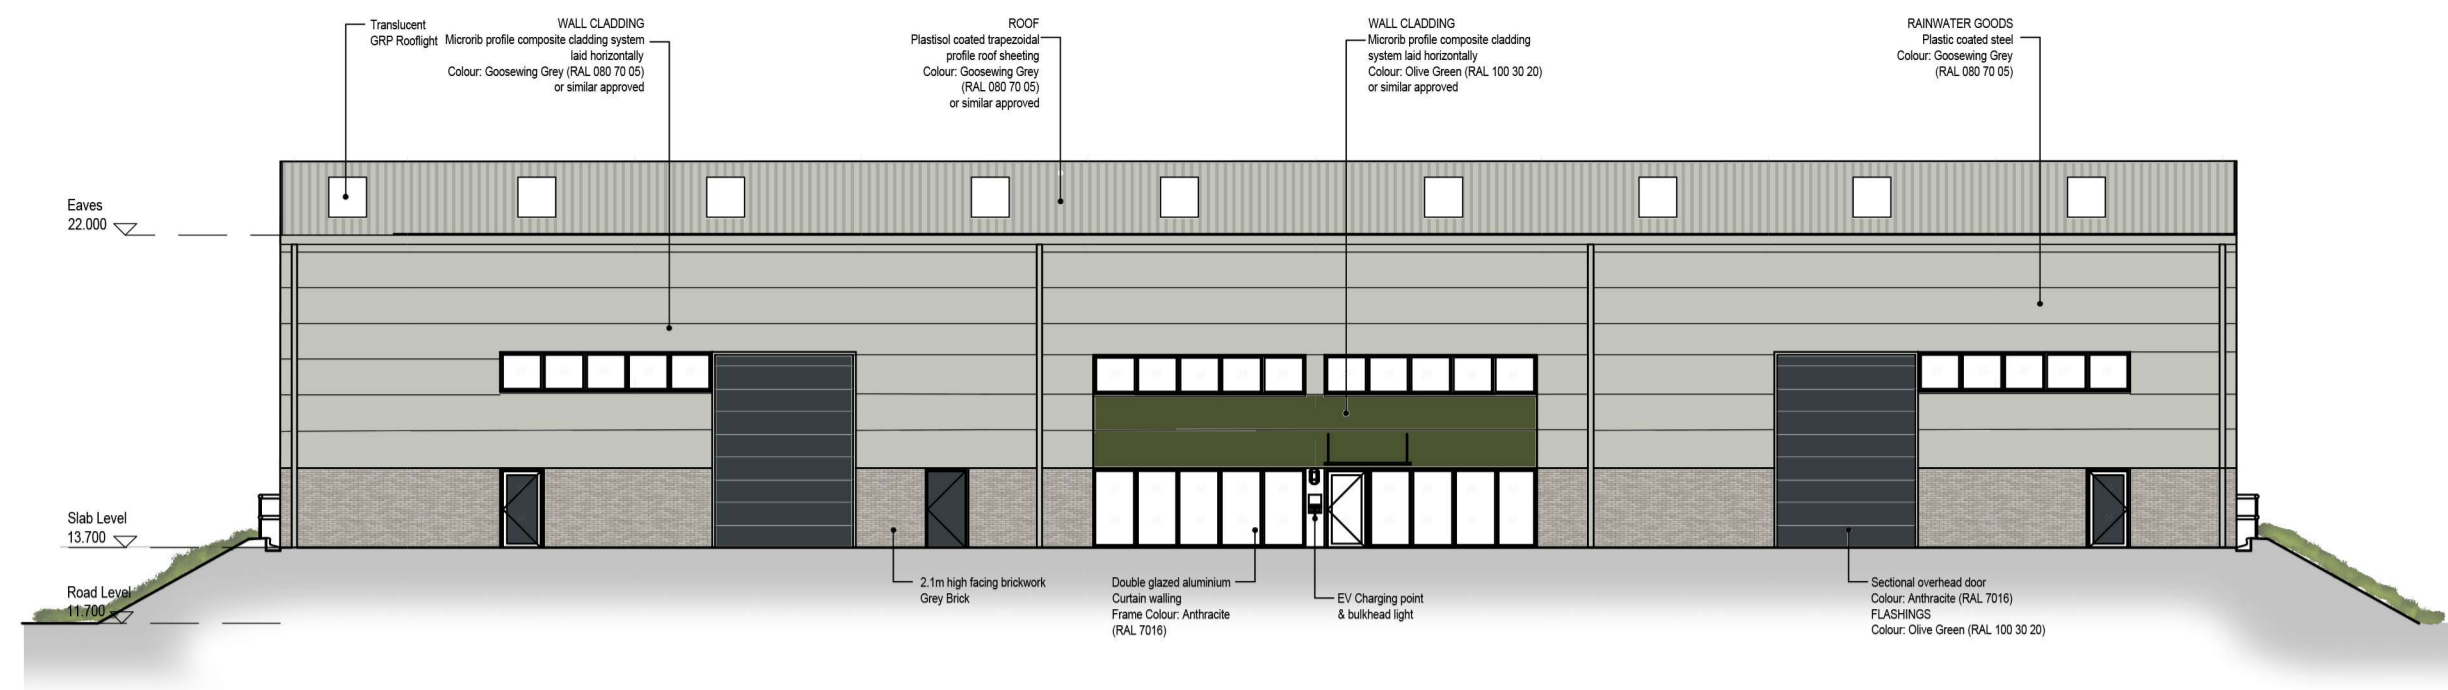 Translucent
GRP Rooflight
WALL CLADDING
Microrib profile composite cladding system
laid horizontally
Colour: Goosewing Grey (RAL 080 70 05)
or similar approved
ROOF
Plastisol coated trapezoidal
profile roof sheeting
Colour: Goosewing Grey
(RAL 080 70 05)
or similar approved
WALL CLADDING
Microrib profile composite cladding
system laid horizontally
Colour: Olive Green (RAL 100 30 20)
or similar approved
RAINWATER GOODS
Plastic coated steel
Colour: Goosewing Grey
(RAL 080 70 05)
Eaves
22.000
Slab Level
13.700
Road Level
11.700
2.1m high facing brickwork
Grey Brick
Double glazed aluminium
Curtain walling
Frame Colour: Anthracite
(RAL 7016)
EV Charging point
& bulkhead light
Sectional overhead door
Colour: Anthracite (RAL 7016)
FLASHINGS
Colour: Olive Green (RAL 100 30 20)